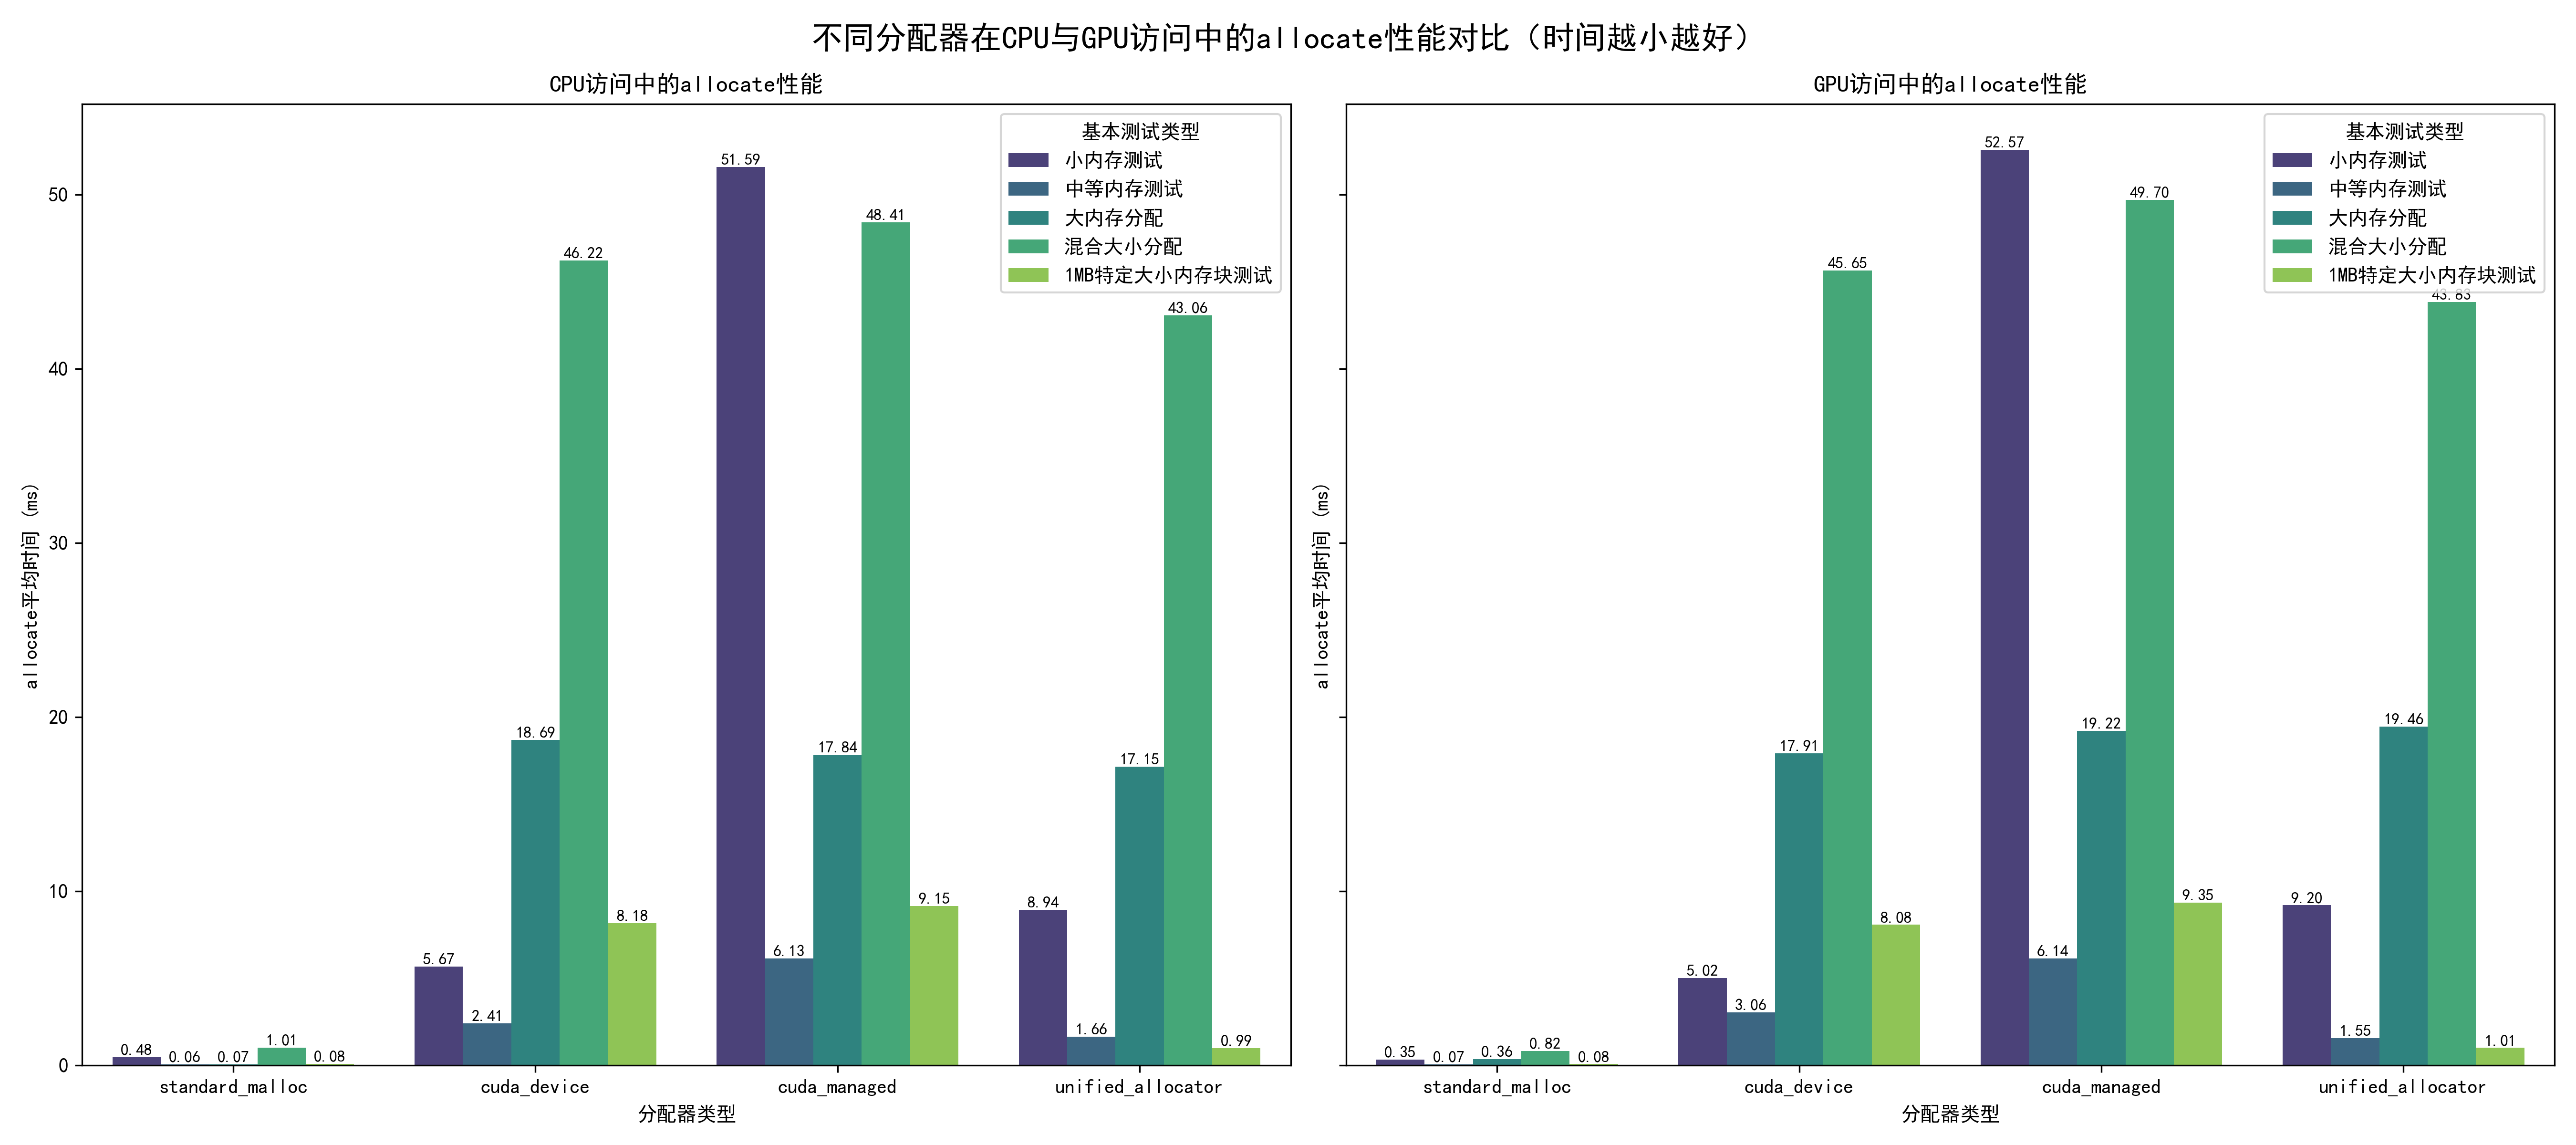 不同分配器在CPU与GPU访问中的allocate性能对比（时间越小越好）
CPU访问中的allocate性能
allocate平均时间 (ms)
50
40
30
20
10
0
基本测试类型
小内存测试
中等内存测试
大内存分配
混合大小分配
1MB特定大小内存块测试
0.48
0.06
0.07
1.01
0.08
5.67
2.41
18.69
46.22
8.18
51.59
6.13
17.84
48.41
9.15
8.94
1.66
17.15
43.06
0.99
standard_malloc
cuda_device
cuda_managed
unified_allocator
分配器类型
GPU访问中的allocate性能
allocate平均时间 (ms)
基本测试类型
小内存测试
中等内存测试
大内存分配
混合大小分配
1MB特定大小内存块测试
0.35
0.07
0.36
0.82
0.08
5.02
3.06
17.91
45.65
8.08
52.57
6.14
19.22
49.70
9.35
9.20
1.55
19.46
43.83
1.01
standard_malloc
cuda_device
cuda_managed
unified_allocator
分配器类型